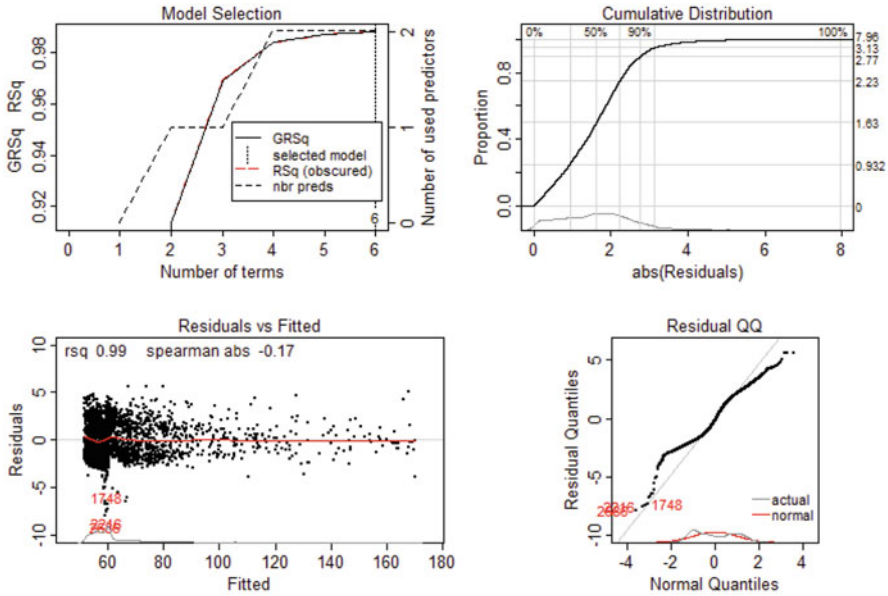 Model Selection
GRSq RSq
0.92 0.94 0.96 0.98
0 1 2
Number of used predictors
GRSq
selected model
RSq (obscured)
nbr preds
6
0 1 2 3 4 5 6
Number of terms
Cumulative Distribution
0% 50% 90% 100%
Proportion
0.0 0.4 0.8
7.96
3.13
2.77
2.23
1.63
0.932
0
0 2 4 6 8
abs(Residuals)
Residuals vs Fitted
rsq 0.99 spearman abs -0.17
Residuals
-10 -5 0 5 10
1748
2216
60 80 100 120 140 160 180
Fitted
Residual QQ
Residual Quantiles
-10 -5 0 5
2216
1748
actual
normal
-4 -2 0 2 4
Normal Quantiles